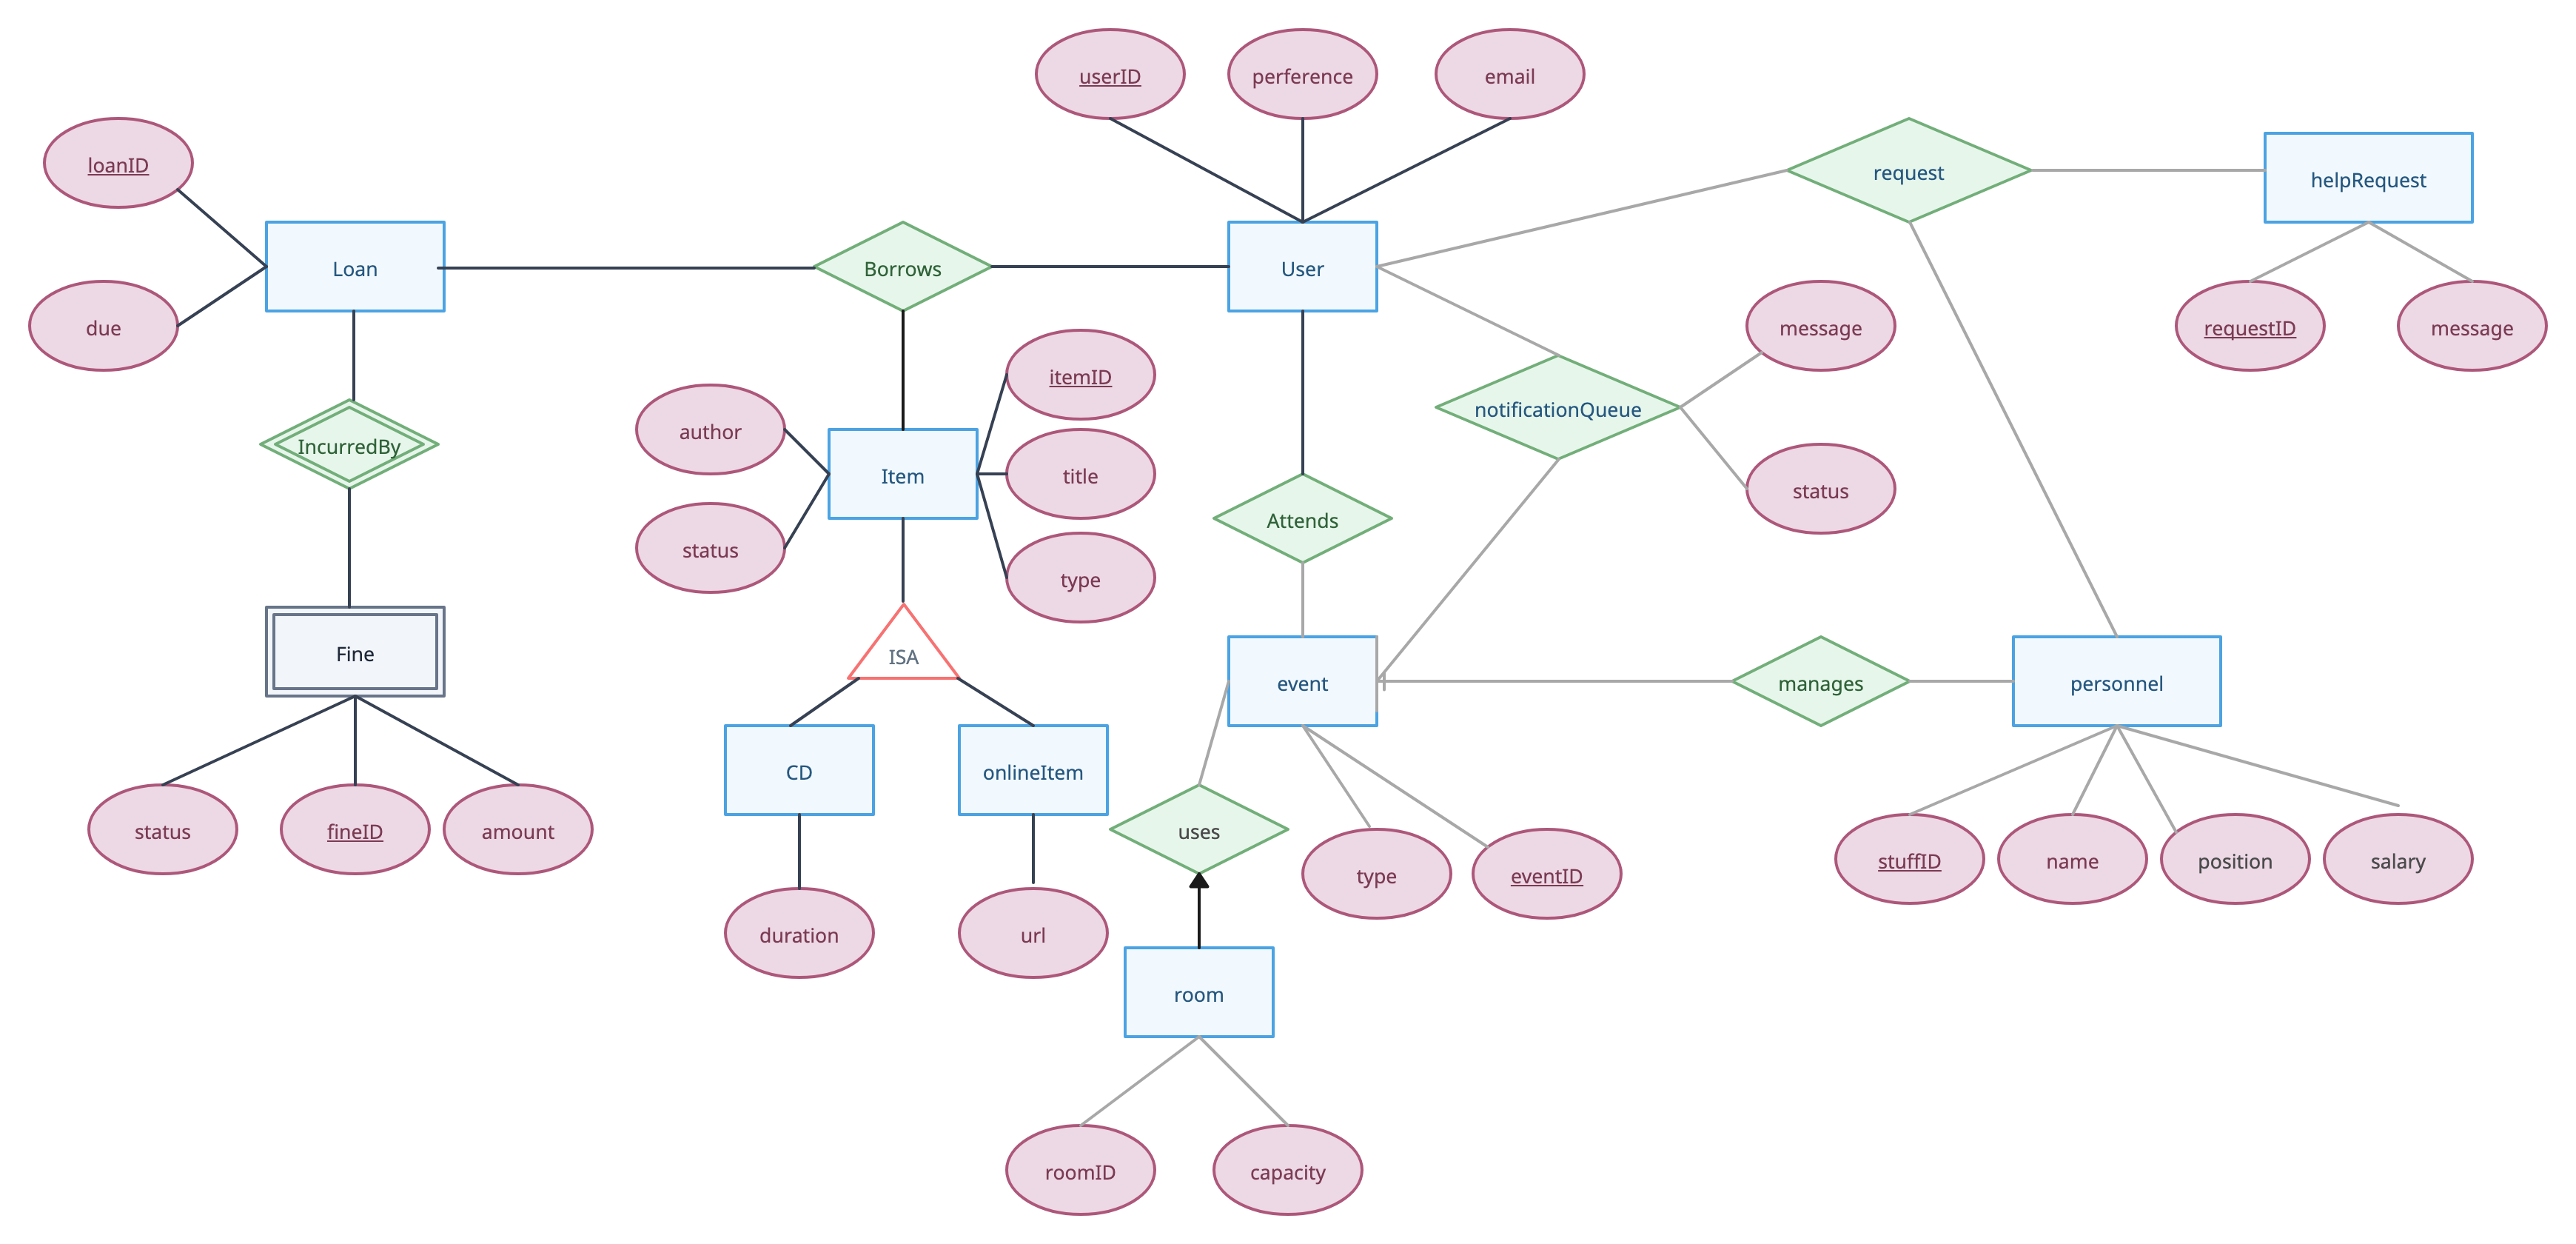 userID
perference
email
loanID
request
helpRequest
Loan
Borrows
User
due
message
requestID
message
itemID
author
notificationQueue
IncurredBy
Item
title
status
Attends
status
type
Fine
ISA
event
manages
personnel
CD
onlineItem
status
fineID
amount
uses
type
eventID
stuffID
name
position
salary
duration
url
room
roomID
capacity